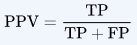 PPV = TP / (TP + FP)